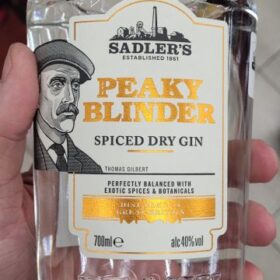 SADLER'S
ESTABLISHED 1861
PEAKY
BLINDER
SPICED DRY GIN
THOMAS GILBERT
PERFECTLY BALANCED WITH
EXOTIC SPICES & BOTANICALS
700ml℮ alc 40% vol